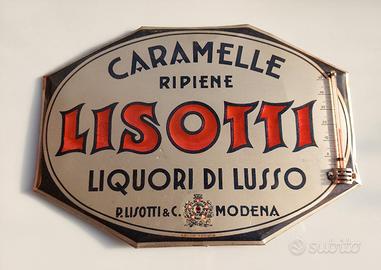 CARAMELLE
RIPIENE
LISOTTI
LIQUORI DI LUSSO
P. LISOTTI & C. MODENA
subito